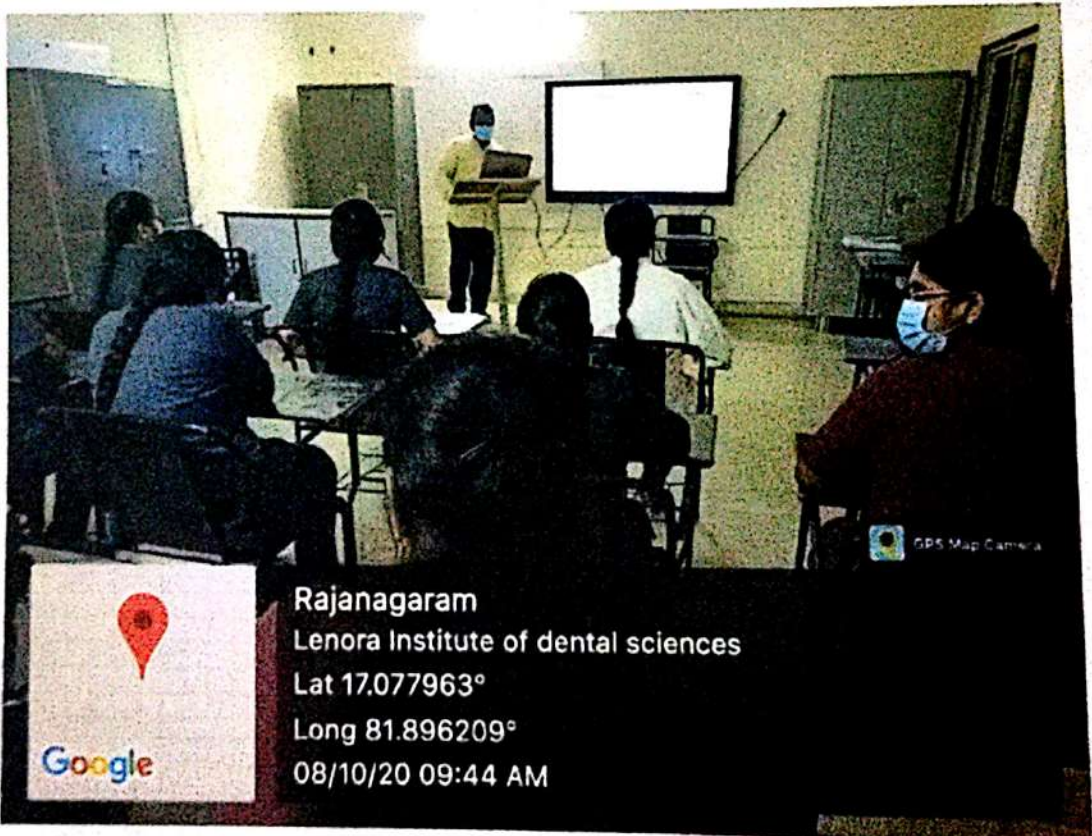 GPS Map Camera
Rajanagaram
Lenora Institute of dental sciences
Lat 17.077963°
Long 81.896209°
Google
08/10/20 09:44 AM